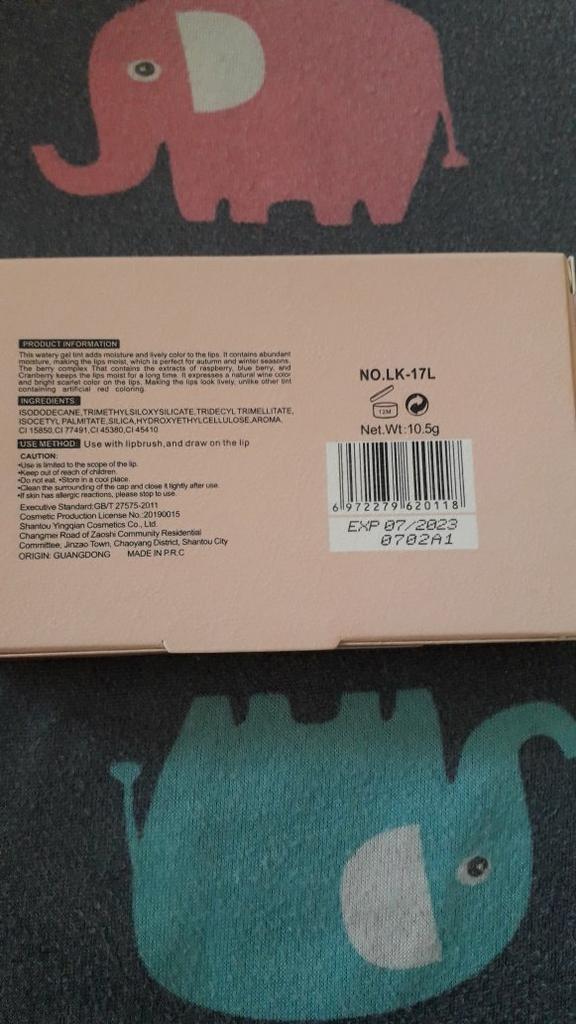 PRODUCT INFORMATION
This watery gel tint adds moisture and lively color to the lips. It contains abundant
moisture, making the lips moist, which is perfect for autumn and winter seasons.
The berry complex That contains the extracts of raspberry, blue berry, and
Cranberry keeps the lips moist for a long time. It expresses a natural wine color
and bright scarlet color on the lips. Making the lips look lively, unlike other tint
containing artificial red coloring.
INGREDIENTS:
ISODODECANE,TRIMETHYLSILOXYSILICATE,TRIDECYL TRIMELLITATE,
ISOCETYL PALMITATE,SILICA,HYDROXYETHYLCELLULOSE,AROMA,
CI 15850,CI 77491,CI 45380,CI 45410
USE METHOD: Use with lipbrush,and draw on the lip
CAUTION:
•Use is limited to the scope of the lip.
•Keep out of reach of children.
•Do not eat. •Store in a cool place.
•Clean the surrounding of the cap and close it tightly after use.
•If skin has allergic reactions, please stop to use.
Executive Standard:GB/T 27575-2011
Cosmetic Production License No.:20190015
Shantou Yingqian Cosmetics Co., Ltd.
Changmei Road of Zaoshi Community Residential
Committee, Jinzao Town, Chaoyang District, Shantou City
ORIGIN: GUANGDONG MADE IN P.R.C
NO.LK-17L
12M
Net.Wt:10.5g
6 972279 620118
EXP 07/2023
0702A1